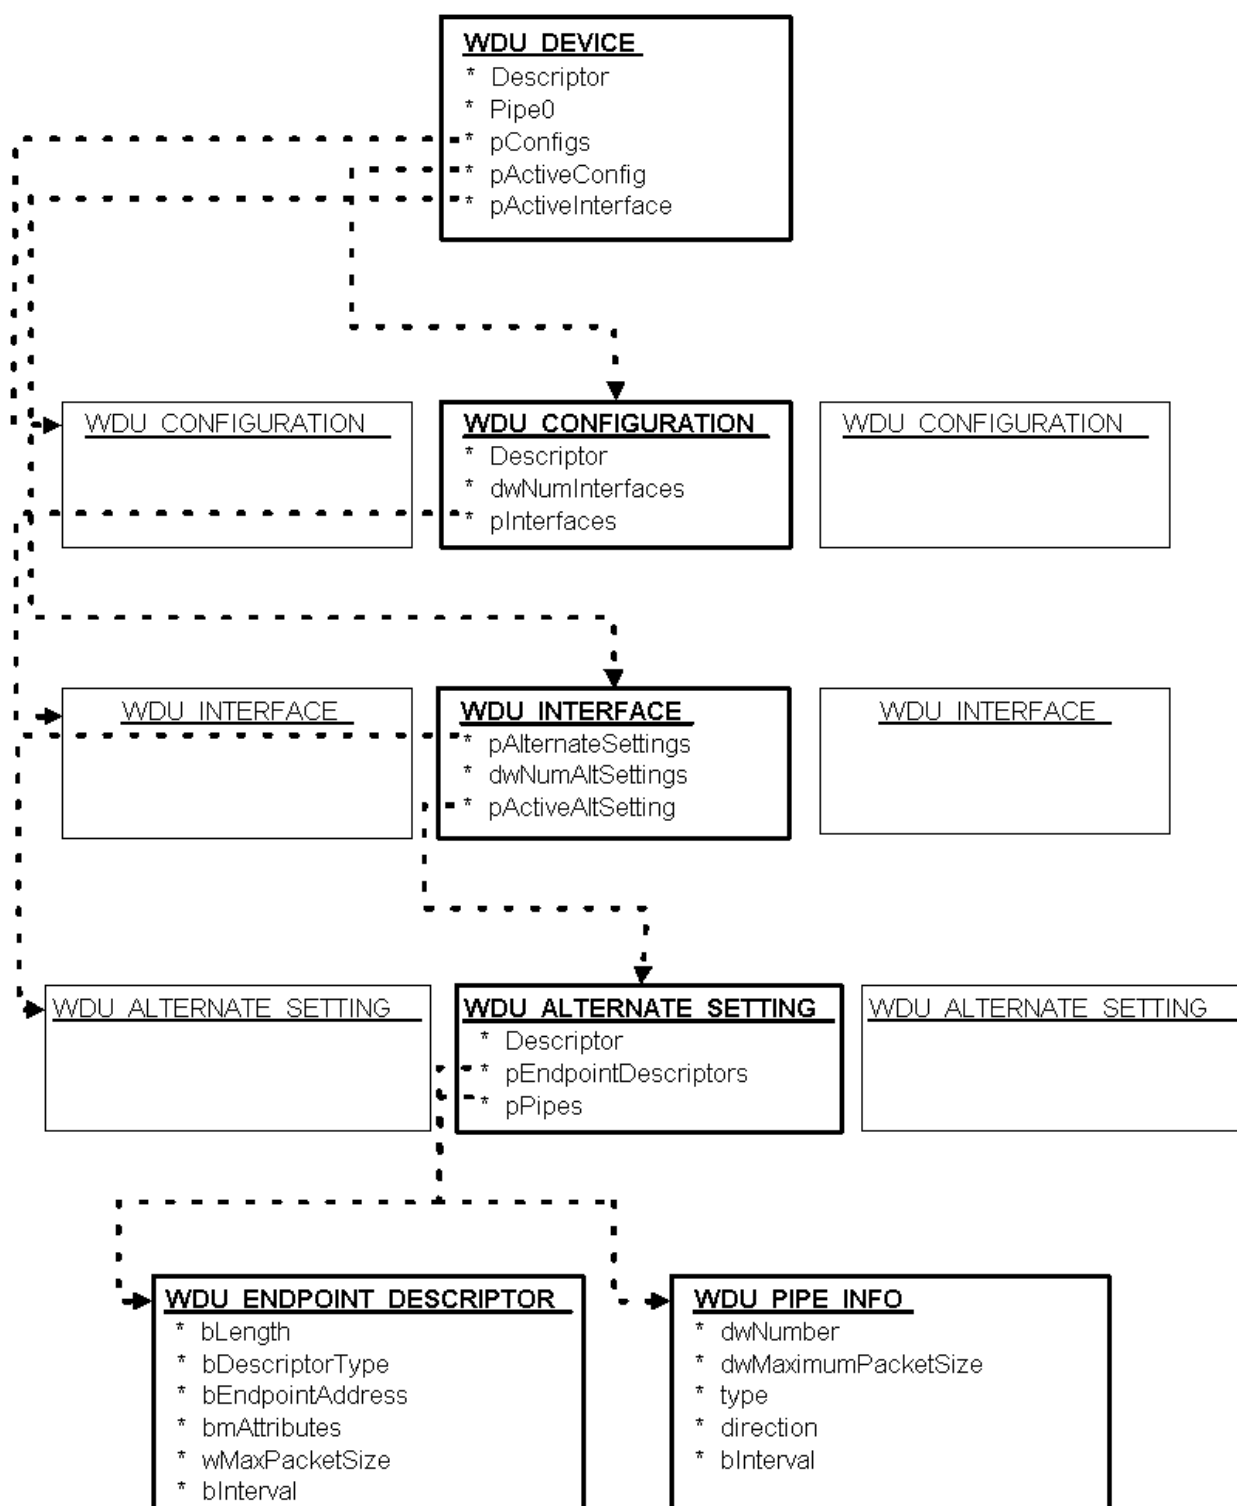 WDU_DEVICE
* Descriptor
* Pipe0
* pConfigs
* pActiveConfig
* pActiveInterface
WDU_CONFIGURATION
WDU_CONFIGURATION
* Descriptor
* dwNumInterfaces
* pInterfaces
WDU_CONFIGURATION
WDU_INTERFACE
WDU_INTERFACE
* pAlternateSettings
* dwNumAltSettings
* pActiveAltSetting
WDU_INTERFACE
WDU_ALTERNATE_SETTING
WDU_ALTERNATE_SETTING
* Descriptor
* pEndpointDescriptors
* pPipes
WDU_ALTERNATE_SETTING
WDU_ENDPOINT_DESCRIPTOR
* bLength
* bDescriptorType
* bEndpointAddress
* bmAttributes
* wMaxPacketSize
* bInterval
WDU_PIPE_INFO
* dwNumber
* dwMaximumPacketSize
* type
* direction
* bInterval